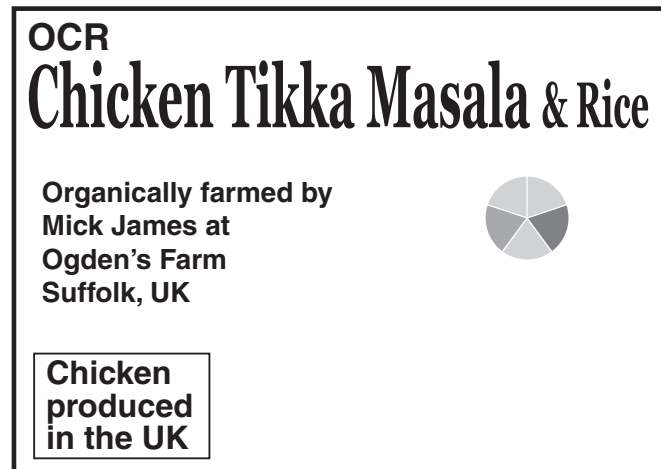 OCR
Chicken Tikka Masala & Rice
Organically farmed by
Mick James at
Ogden’s Farm
Suffolk, UK
Chicken
produced
in the UK